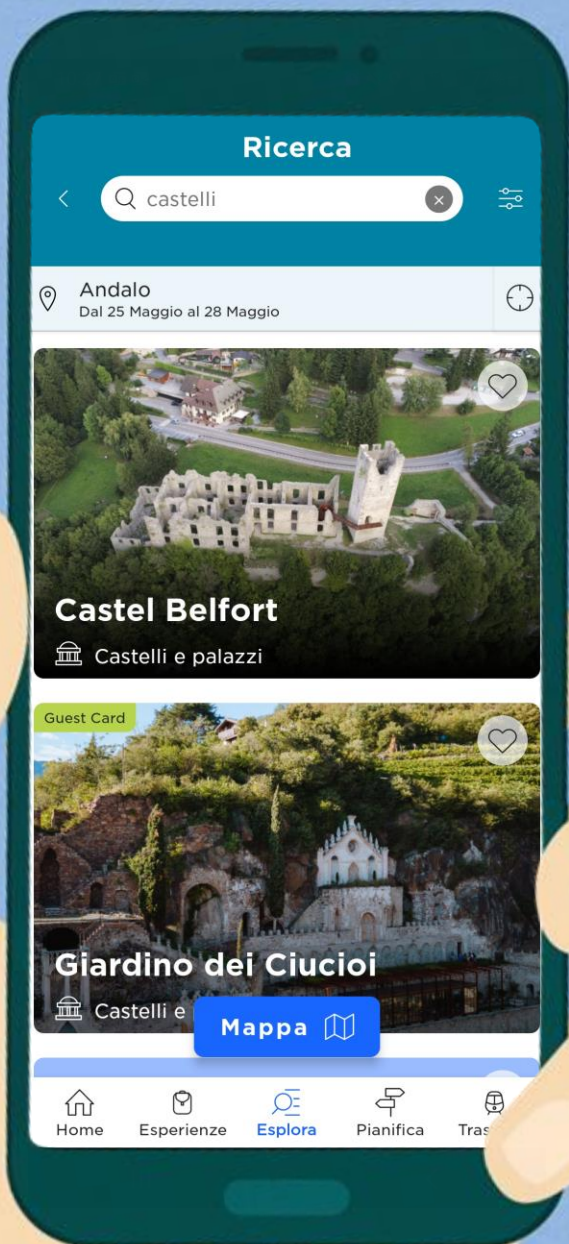 Ricerca
castelli
Andalo
Dal 25 Maggio al 28 Maggio
Castel Belfort
Castelli e palazzi
Guest Card
Giardino dei Ciucioi
Castelli e
Mappa
Home Esperienze Esplora Pianifica